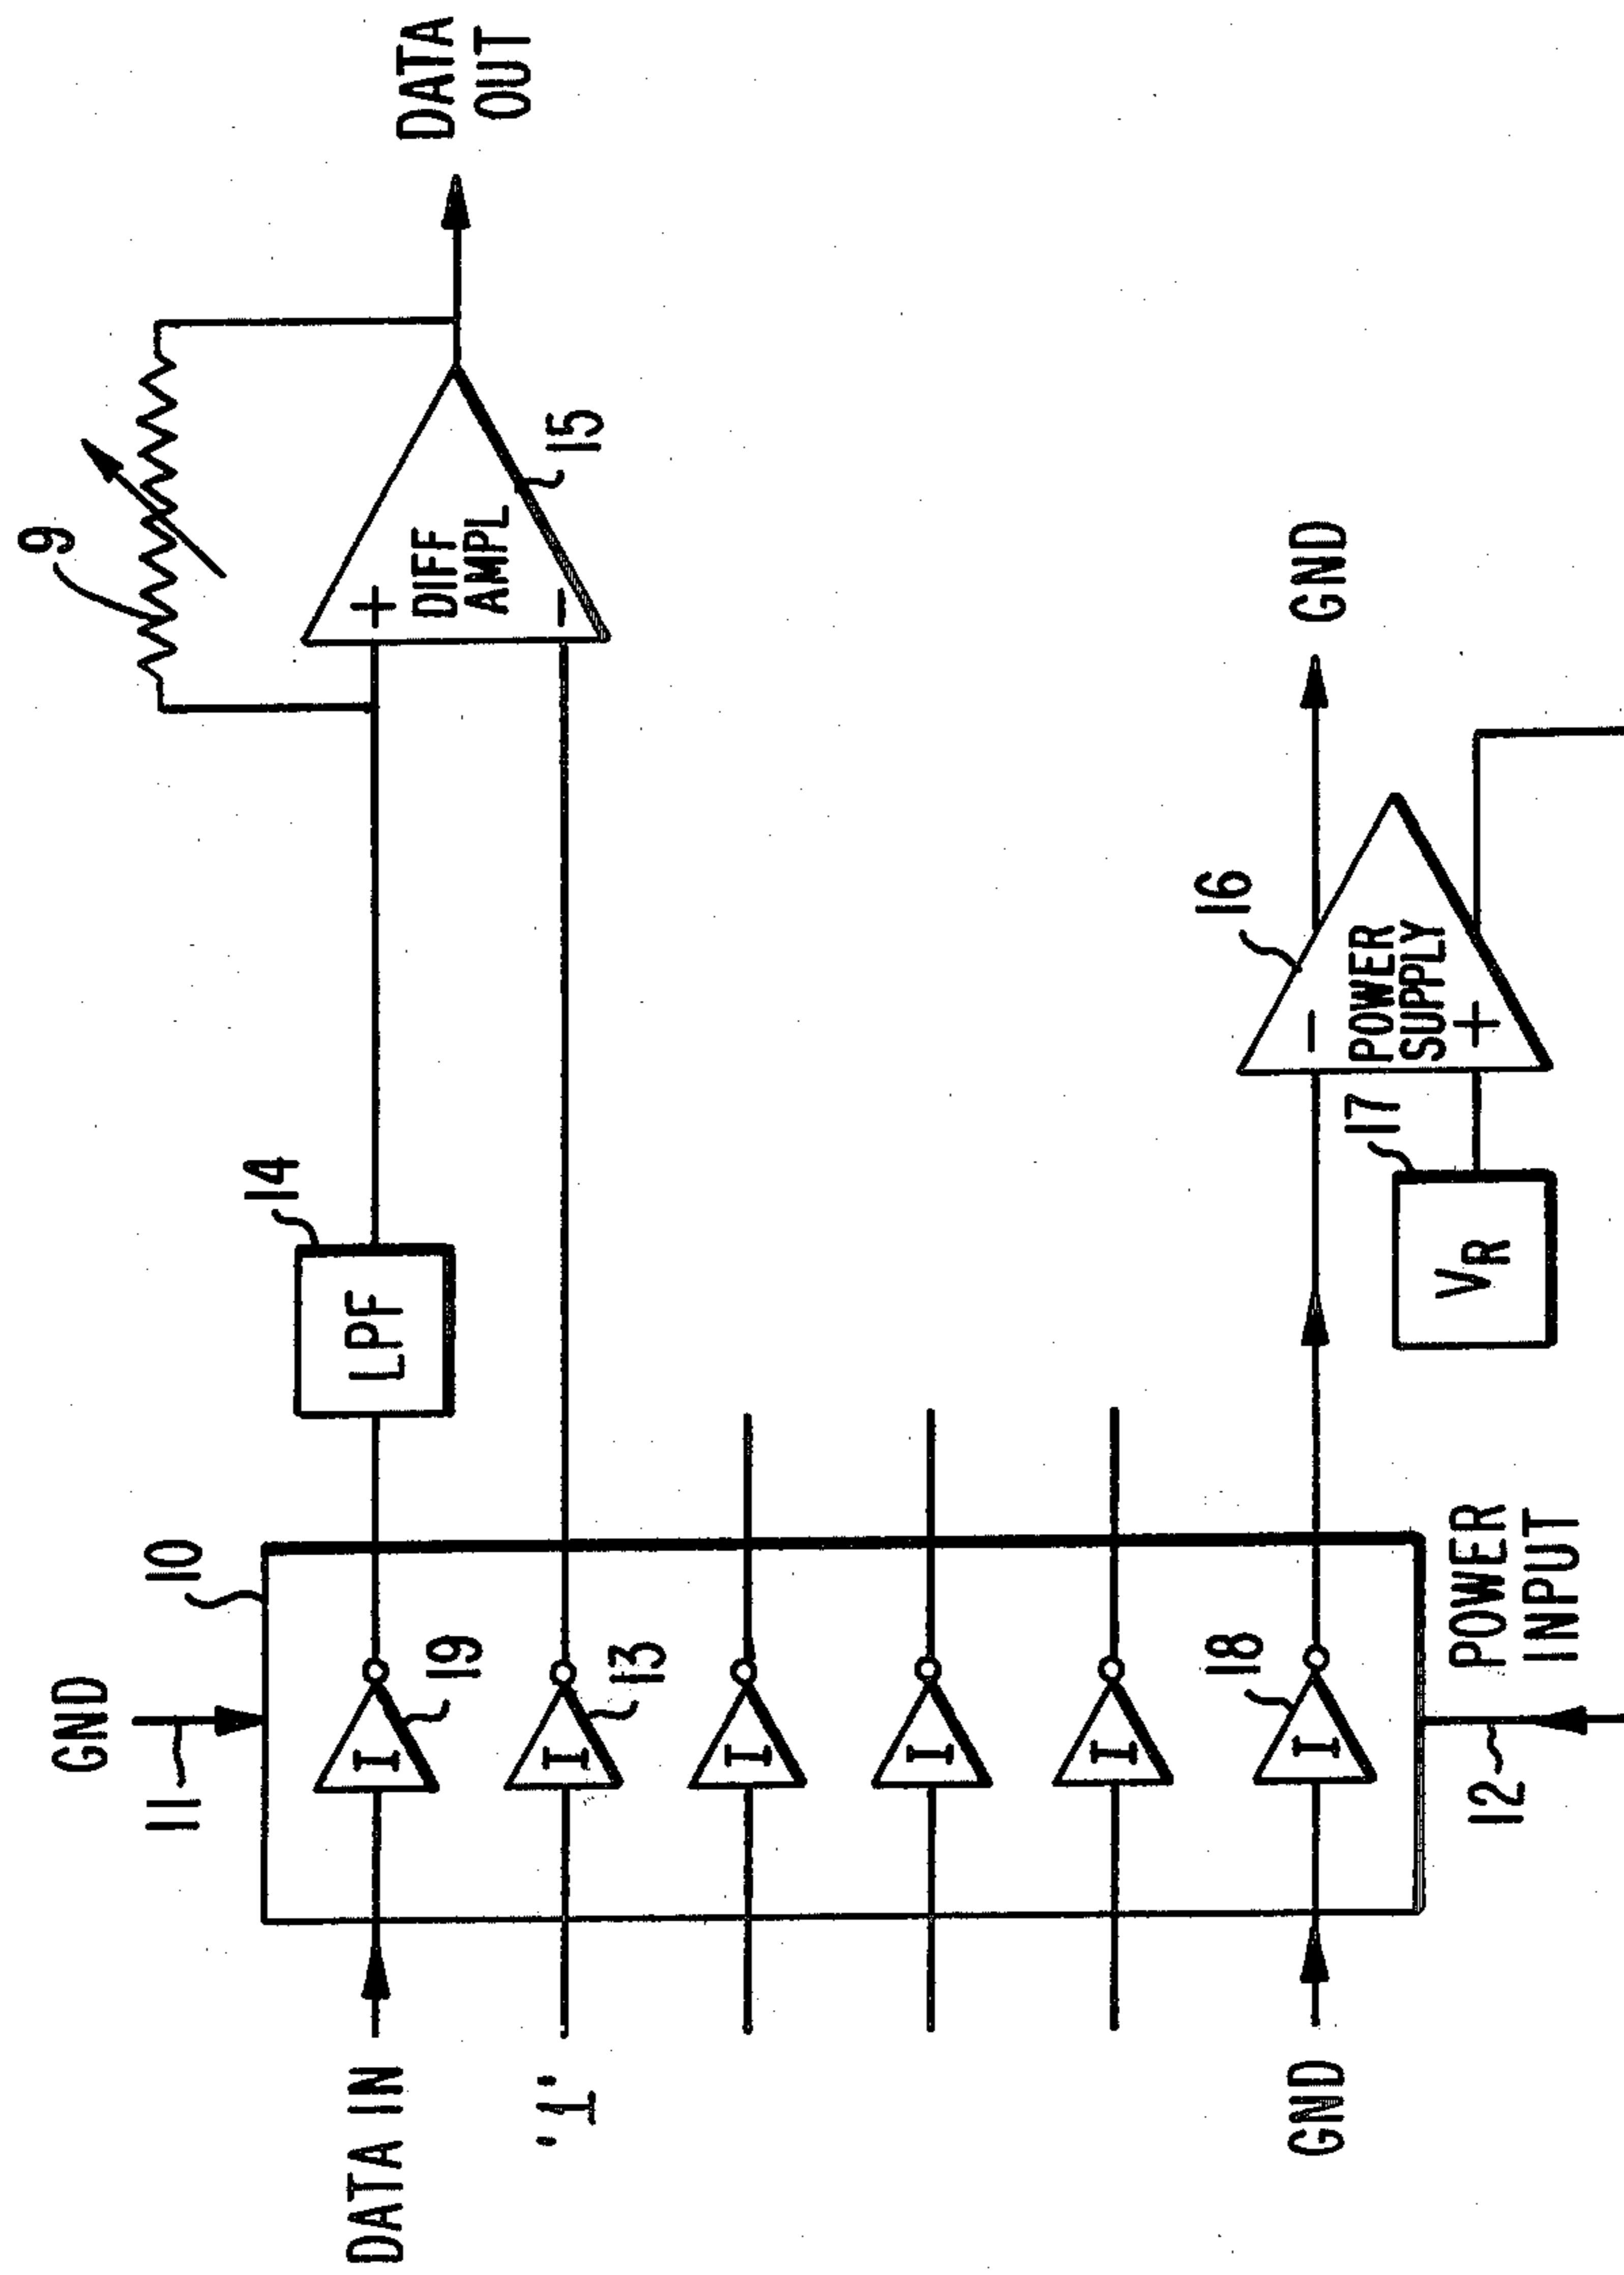 9
DATA
OUT
+
DIFF
AMPL
-
15
14
LPF
GND
11
10
I
19
DATA IN
I
13
'1'
I
I
I
I
18
GND
GND
16
-
POWER
SUPPLY
+
17
VR
POWER
INPUT
12